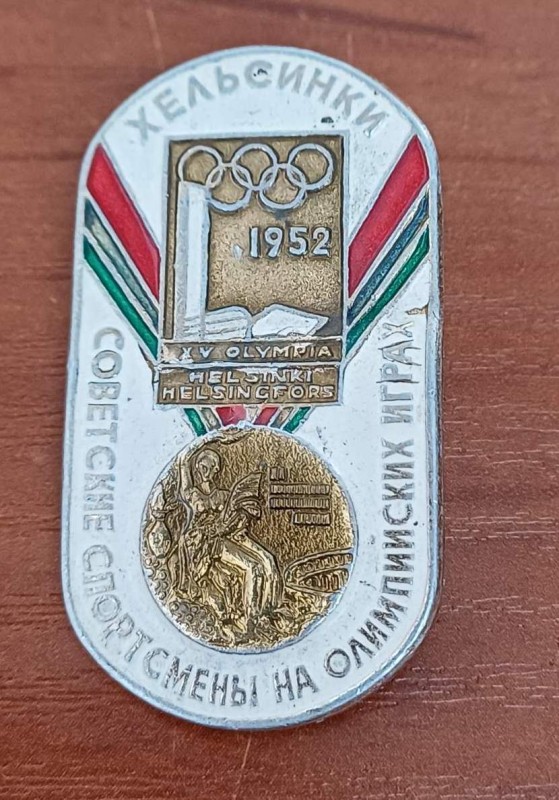 ХЕЛЬСИНКИ
1952
XV OLYMPIA
HELSINKI
HELSINGFORS
СОВЕТСКИЕ СПОРТСМЕНЫ НА ОЛИМПИЙСКИХ ИГРАХ